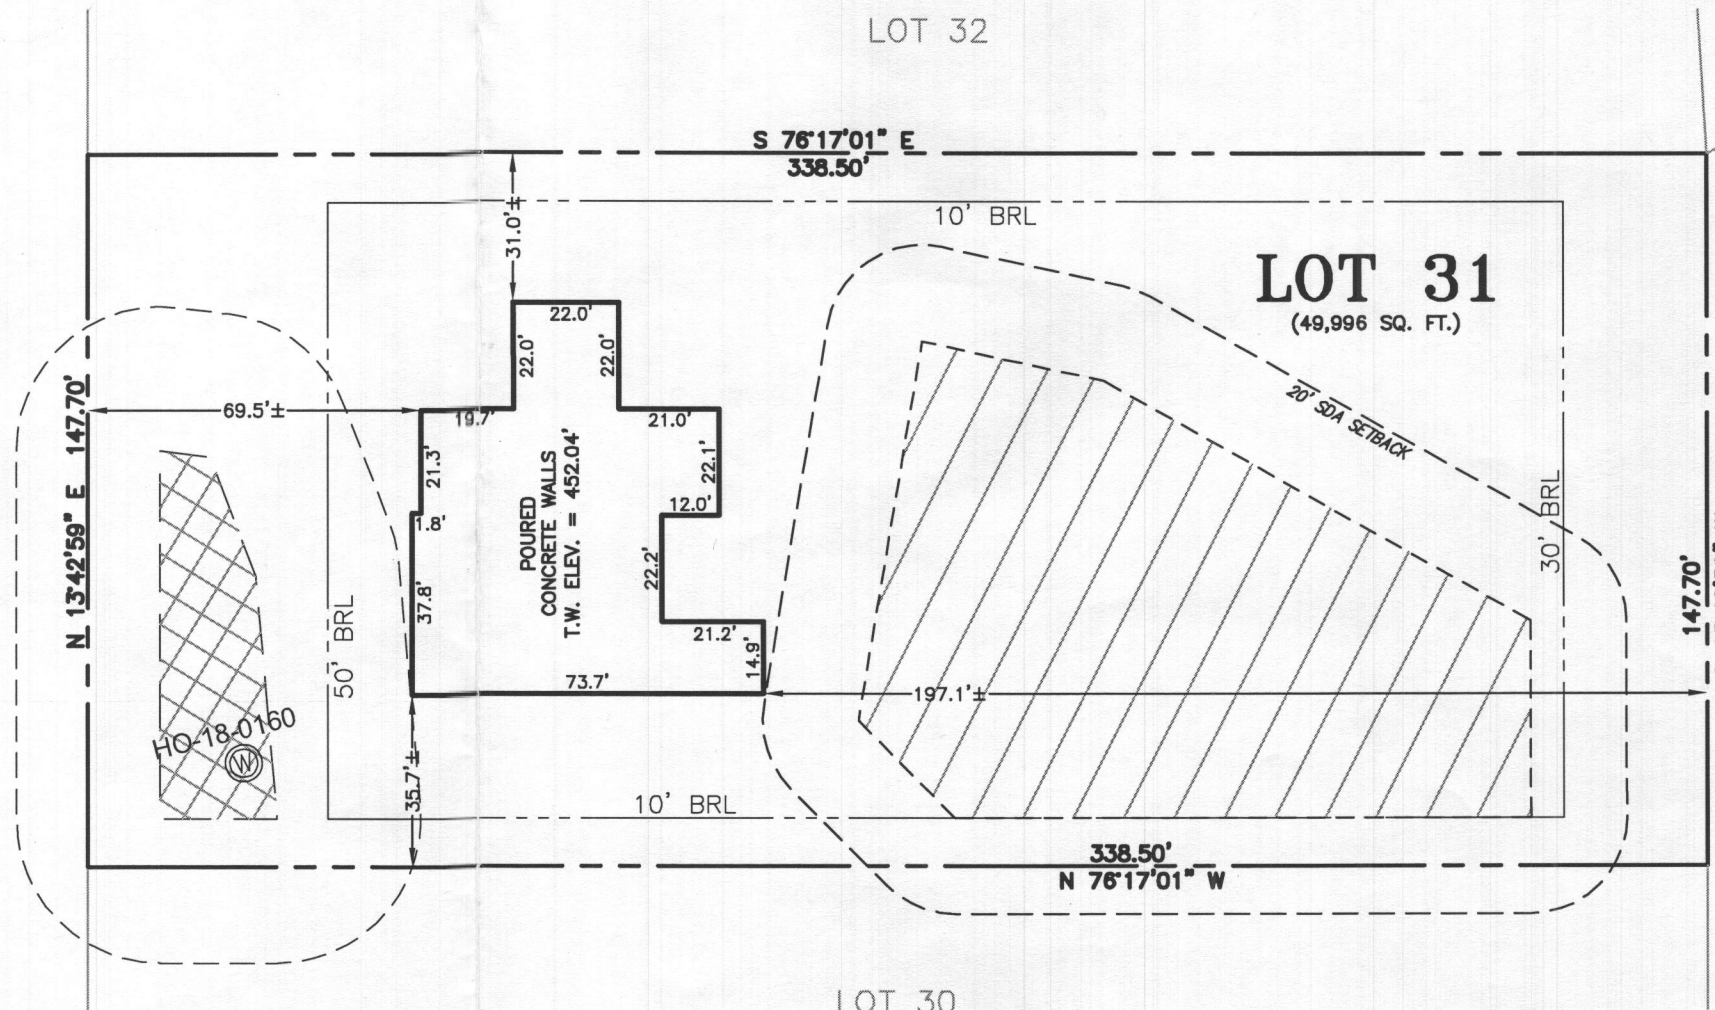 LOT 32
S 76°17'01" E
338.50'
10' BRL
31.0'±
LOT 31
(49,996 SQ. FT.)
22.0'
22.0'
22.0'
N 13°42'59" E 147.70'
69.5'±
19.7'
21.0'
20' SDA SETBACK
21.3'
22.1'
POURED
CONCRETE WALLS
T.W. ELEV. = 452.04'
1.8'
12.0'
30' BRL
37.8'
22.2'
147.70'
50' BRL
21.2'
14.9'
73.7'
197.1'±
HO-18-0160
W
35.7'±
10' BRL
338.50'
N 76°17'01" W
LOT 30